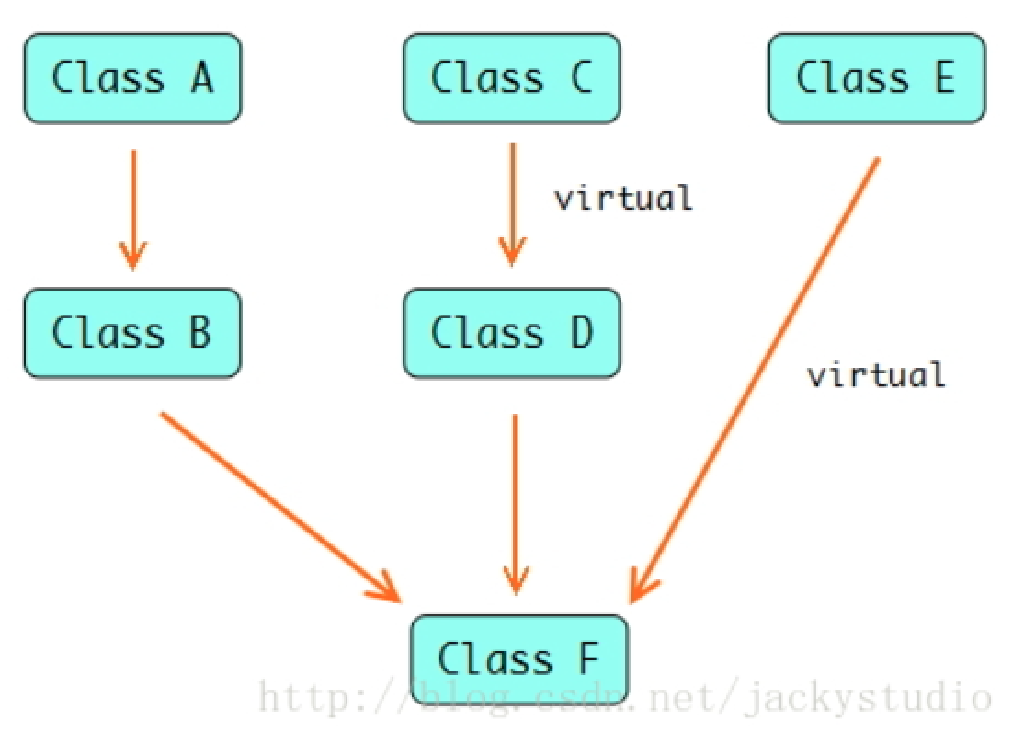 Class A
Class C
Class E
virtual
Class B
Class D
virtual
Class F
http://blog.csdn.net/jackystudio